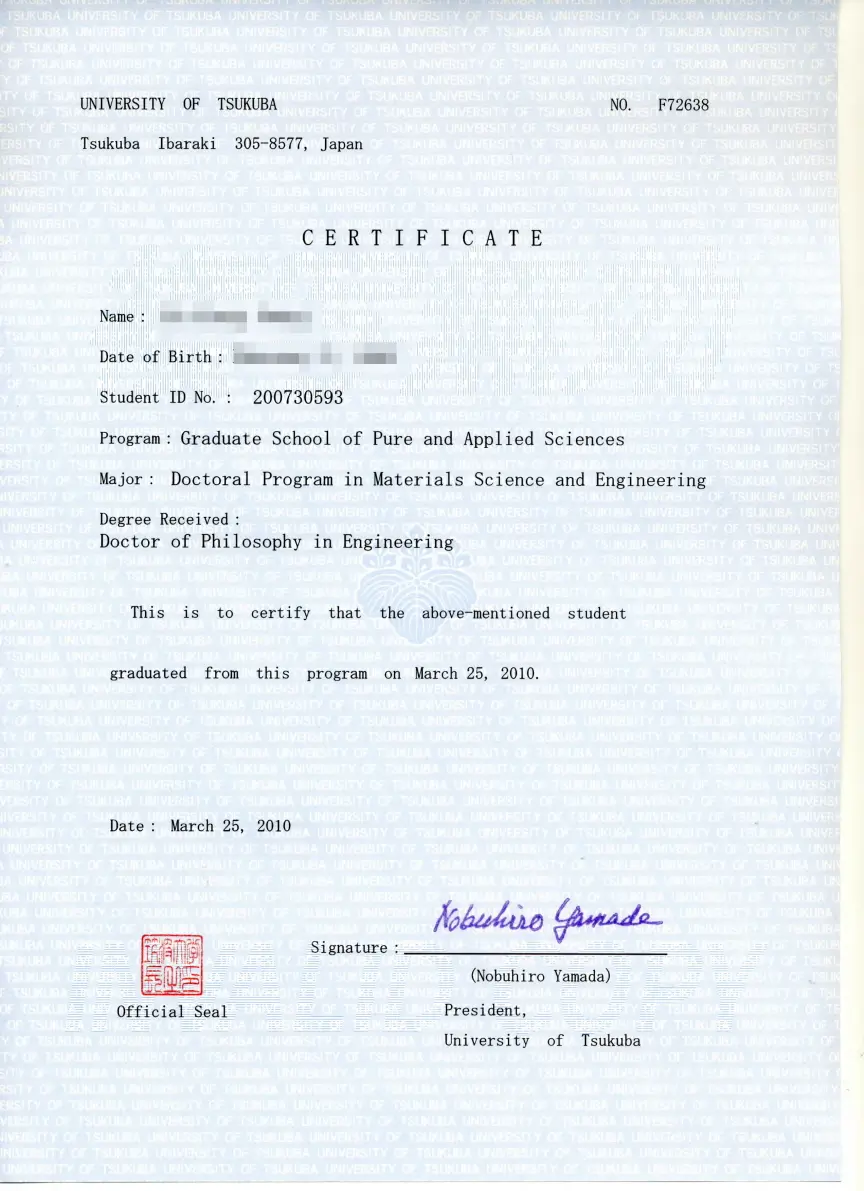 UNIVERSITY OF TSUKUBA NO. F72638
Tsukuba Ibaraki 305-8577, Japan
CERTIFICATE
Name :
Date of Birth :
Student ID No. : 200730593
Program : Graduate School of Pure and Applied Sciences
Major : Doctoral Program in Materials Science and Engineering
Degree Received :
Doctor of Philosophy in Engineering
This is to certify that the above-mentioned student
graduated from this program on March 25, 2010.
Date : March 25, 2010
Nobuhiro Yamada
Signature :
(Nobuhiro Yamada)
Official Seal
President,
University of Tsukuba